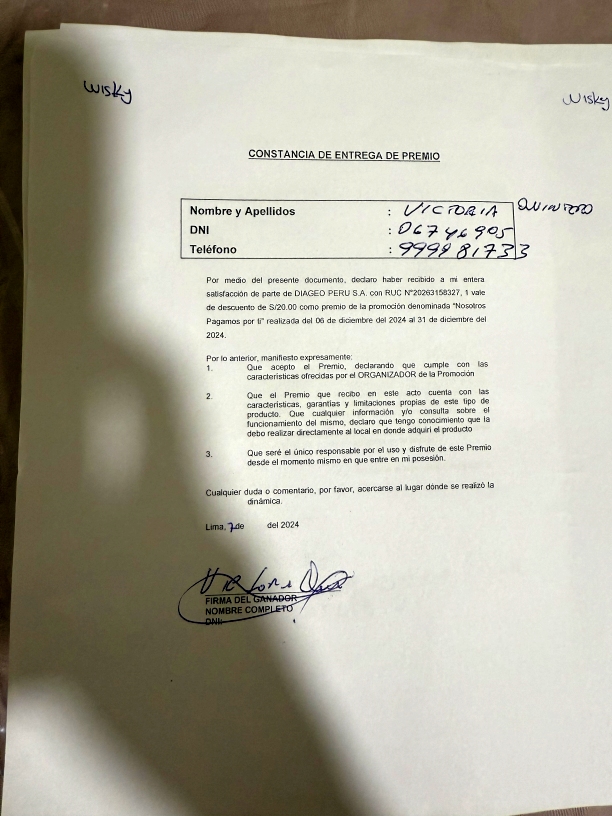 wisky
wisky
CONSTANCIA DE ENTREGA DE PREMIO
Nombre y Apellidos : VICTORIA QUINTERO
DNI : 06746905
Teléfono : 999981733
Por medio del presente documento, declaro haber recibido a mi entera
satisfacción de parte de DIAGEO PERU S.A. con RUC N°20263158327, 1 vale
de descuento de S/20.00 como premio de la promoción denominada "Nosotros
Pagamos por ti" realizada del 06 de diciembre del 2024 al 31 de diciembre del
2024.
Por lo anterior, manifiesto expresamente:
1. Que acepto el Premio, declarando que cumple con las
características ofrecidas por el ORGANIZADOR de la Promoción
2. Que el Premio que recibo en este acto cuenta con las
características, garantías y limitaciones propias de este tipo de
producto. Que cualquier información y/o consulta sobre el
funcionamiento del mismo, declaro que tengo conocimiento que la
debo realizar directamente al local en donde adquirí el producto
3. Que seré el único responsable por el uso y disfrute de este Premio
desde el momento mismo en que entre en mi posesión.
Cualquier duda o comentario, por favor, acercarse al lugar donde se realizó la
dinámica.
Lima, 7 de del 2024
FIRMA DEL GANADOR
NOMBRE COMPLETO
DNI: